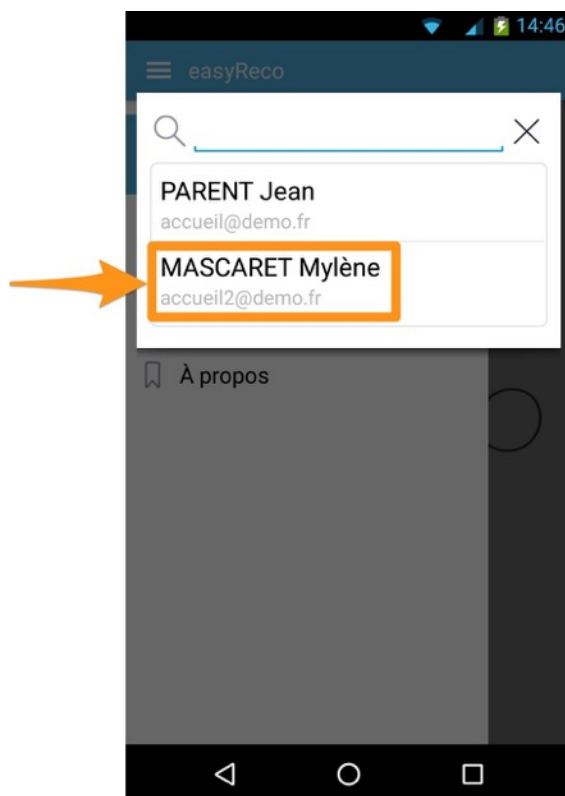 14:46
easyReco
PARENT Jean
accueil@demo.fr
MASCARET Mylène
accueil2@demo.fr
À propos